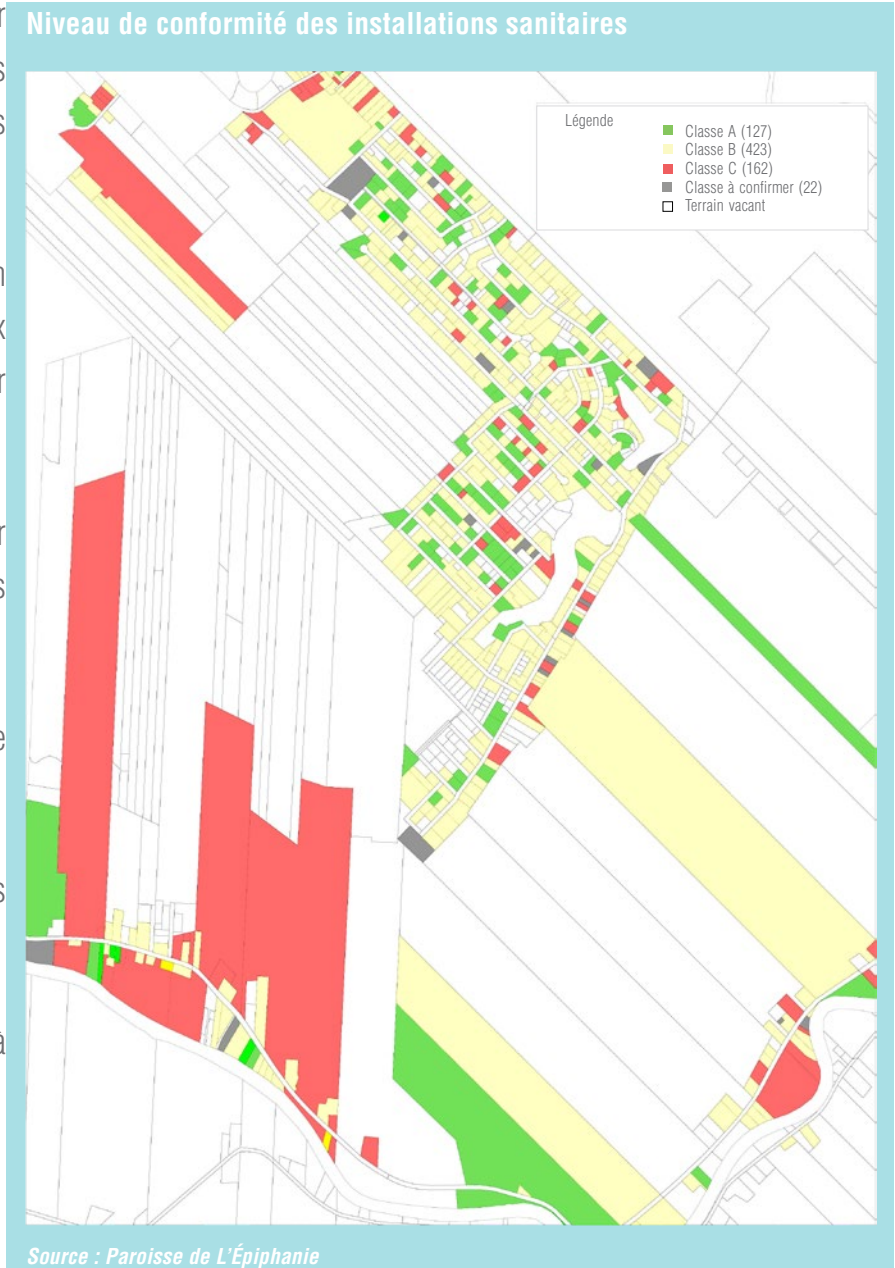 Niveau de conformité des installations sanitaires
Légende
Classe A (127)
Classe B (423)
Classe C (162)
Classe à confirmer (22)
Terrain vacant
Source : Paroisse de L'Épiphanie